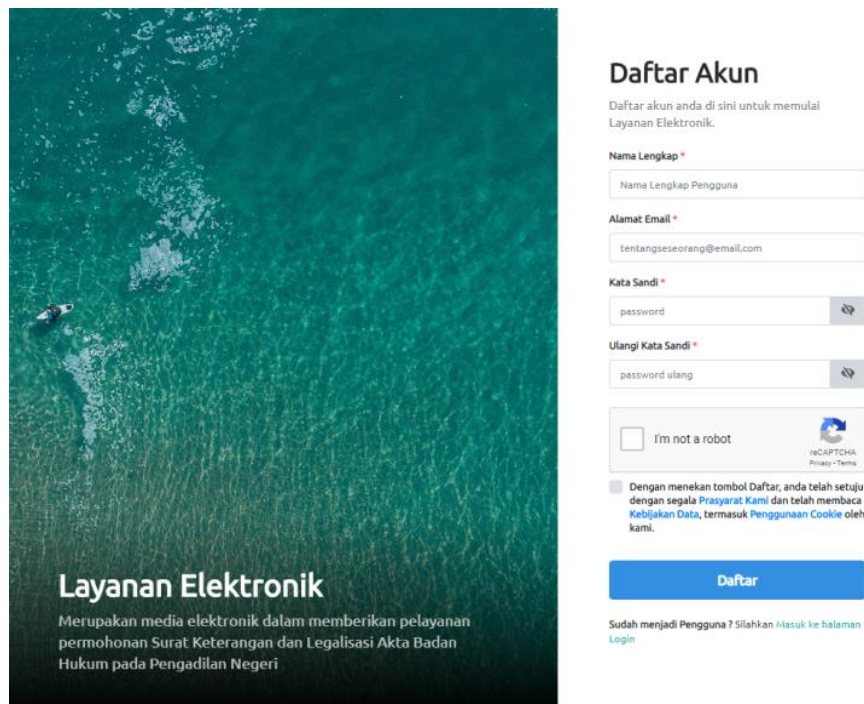 Daftar Akun
Daftar akun anda di sini untuk memulai
Layanan Elektronik.
Nama Lengkap *
Nama Lengkap Pengguna
Alamat Email *
tentangseseorang@email.com
Kata Sandi *
password
Ulangi Kata Sandi *
password ulang
I'm not a robot
reCAPTCHA
Privacy - Terms
Dengan menekan tombol Daftar, anda telah setuju
dengan segala Prasyarat Kami dan telah membaca
Kebijakan Data, termasuk Penggunaan Cookie oleh
kami.
Daftar
Sudah menjadi Pengguna ? Silahkan Masuk ke halaman
Login
Layanan Elektronik
Merupakan media elektronik dalam memberikan pelayanan
permohonan Surat Keterangan dan Legalisasi Akta Badan
Hukum pada Pengadilan Negeri